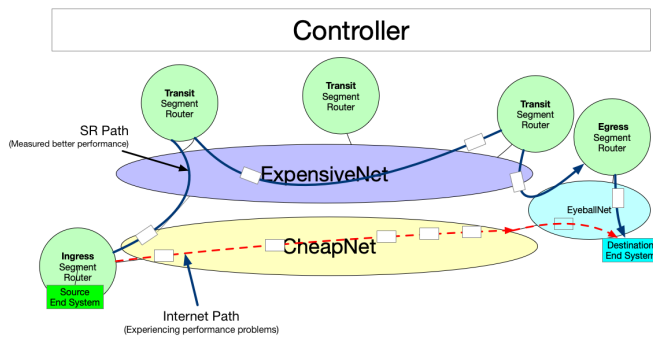 Controller
Transit
Segment
Router
Transit
Segment
Router
Transit
Segment
Router
Egress
Segment
Router
SR Path
(Measured better performance)
ExpensiveNet
EyeballNet
CheapNet
Ingress
Segment
Router
Source
End System
Destination
End System
Internet Path
(Experiencing performance problems)